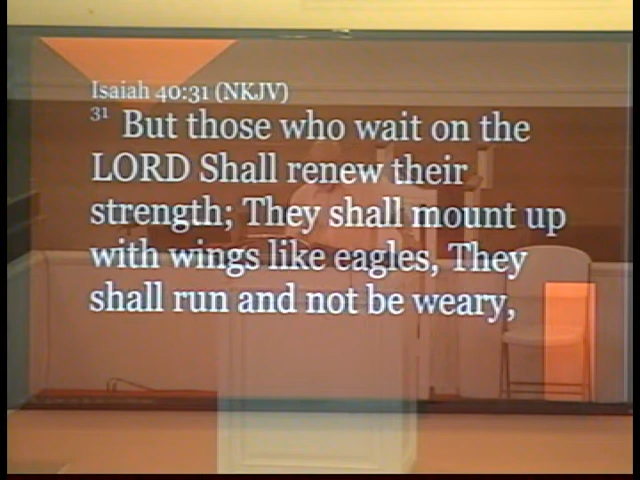 Isaiah 40:31 (NKJV)
31 But those who wait on the
LORD Shall renew their
strength; They shall mount up
with wings like eagles, They
shall run and not be weary,